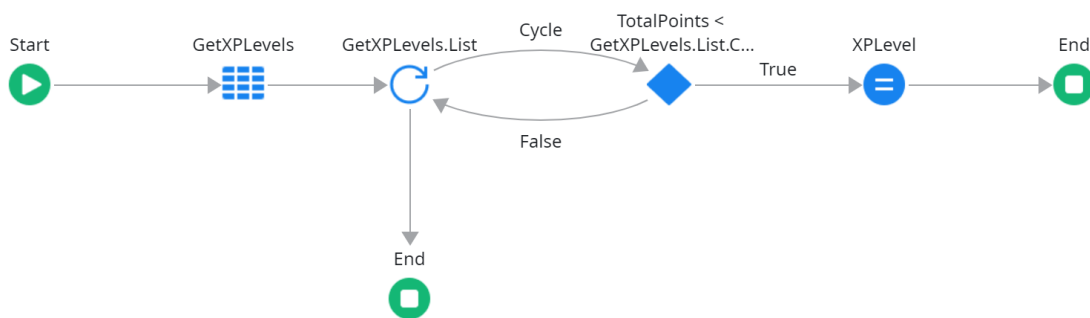 Start
GetXPLevels
GetXPLevels.List
Cycle
False
TotalPoints <
GetXPLevels.List.C...
True
XPLevel
End
End